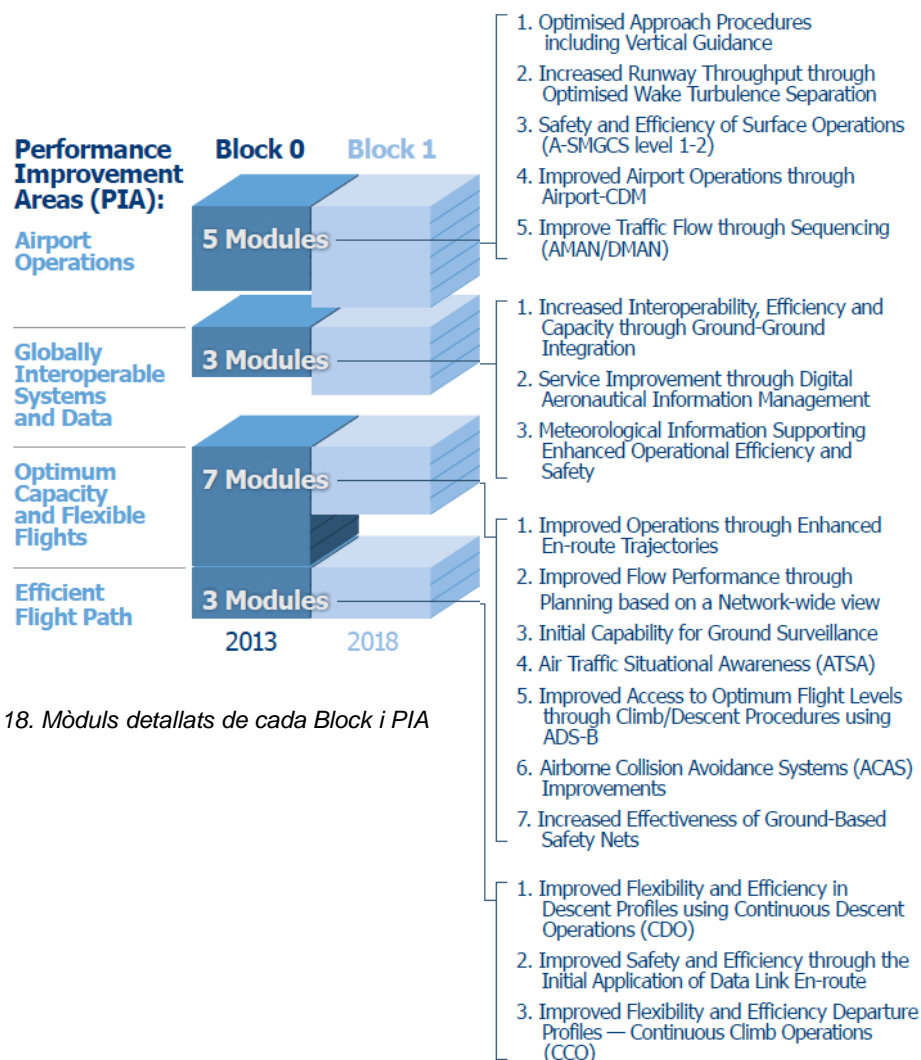 Performance
Improvement
Areas (PIA):
Block 0
Block 1
Airport
Operations
5 Modules
Globally
Interoperable
Systems
and Data
3 Modules
Optimum
Capacity
and Flexible
Flights
7 Modules
Efficient
Flight Path
3 Modules
2013
2018
18. Mòduls detallats de cada Block i PIA
1. Optimised Approach Procedures
including Vertical Guidance
2. Increased Runway Throughput through
Optimised Wake Turbulence Separation
3. Safety and Efficiency of Surface Operations
(A-SMGCS level 1-2)
4. Improved Airport Operations through
Airport-CDM
5. Improve Traffic Flow through Sequencing
(AMAN/DMAN)
1. Increased Interoperability, Efficiency and
Capacity through Ground-Ground
Integration
2. Service Improvement through Digital
Aeronautical Information Management
3. Meteorological Information Supporting
Enhanced Operational Efficiency and
Safety
1. Improved Operations through Enhanced
En-route Trajectories
2. Improved Flow Performance through
Planning based on a Network-wide view
3. Initial Capability for Ground Surveillance
4. Air Traffic Situational Awareness (ATSA)
5. Improved Access to Optimum Flight Levels
through Climb/Descent Procedures using
ADS-B
6. Airborne Collision Avoidance Systems (ACAS)
Improvements
7. Increased Effectiveness of Ground-Based
Safety Nets
1. Improved Flexibility and Efficiency in
Descent Profiles using Continuous Descent
Operations (CDO)
2. Improved Safety and Efficiency through the
Initial Application of Data Link En-route
3. Improved Flexibility and Efficiency Departure
Profiles — Continuous Climb Operations
(CCO)